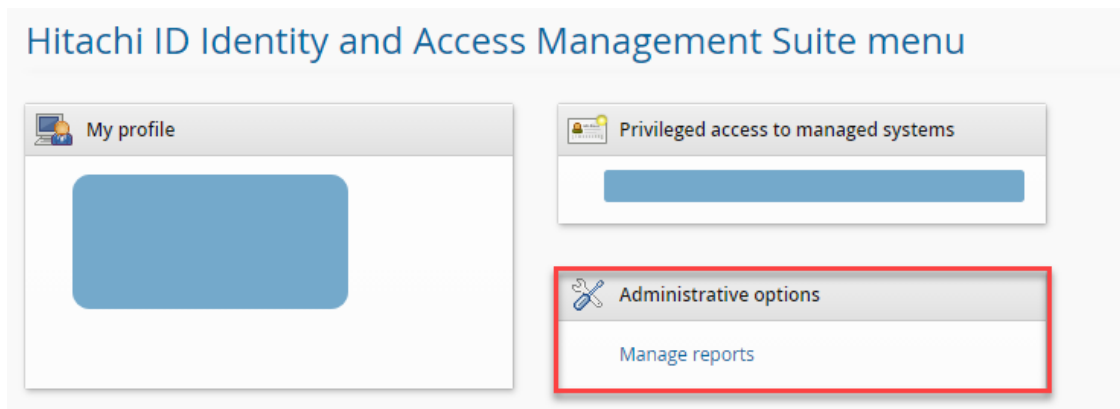 Hitachi ID Identity and Access Management Suite menu
My profile
Privileged access to managed systems
Administrative options
Manage reports